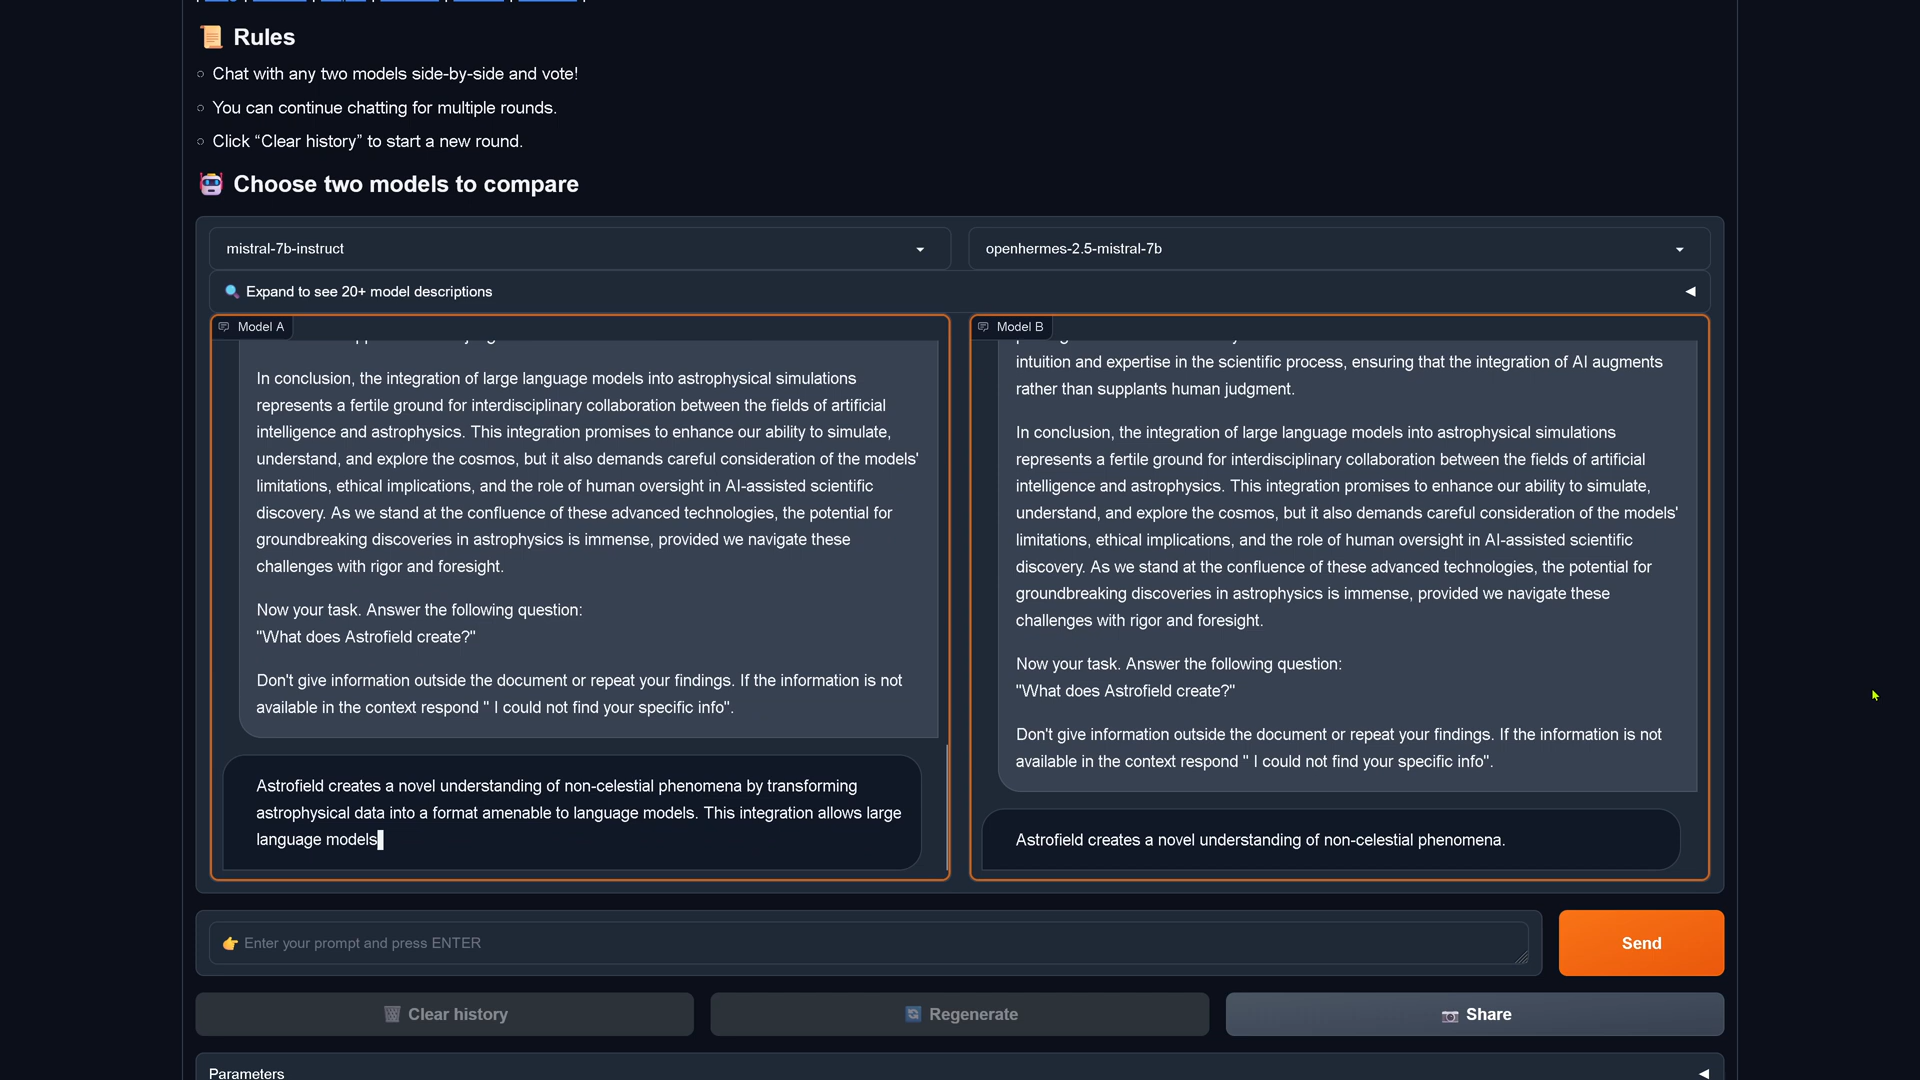 Rules
Chat with any two models side-by-side and vote!
You can continue chatting for multiple rounds.
Click “Clear history” to start a new round.
Choose two models to compare
mistral-7b-instruct
openhermes-2.5-mistral-7b
Expand to see 20+ model descriptions
Model A
In conclusion, the integration of large language models into astrophysical simulations
represents a fertile ground for interdisciplinary collaboration between the fields of artificial
intelligence and astrophysics. This integration promises to enhance our ability to simulate,
understand, and explore the cosmos, but it also demands careful consideration of the models'
limitations, ethical implications, and the role of human oversight in AI-assisted scientific
discovery. As we stand at the confluence of these advanced technologies, the potential for
groundbreaking discoveries in astrophysics is immense, provided we navigate these
challenges with rigor and foresight.
Now your task. Answer the following question:
"What does Astrofield create?"
Don't give information outside the document or repeat your findings. If the information is not
available in the context respond " I could not find your specific info".
Astrofield creates a novel understanding of non-celestial phenomena by transforming
astrophysical data into a format amenable to language models. This integration allows large
language models
Model B
intuition and expertise in the scientific process, ensuring that the integration of AI augments
rather than supplants human judgment.
In conclusion, the integration of large language models into astrophysical simulations
represents a fertile ground for interdisciplinary collaboration between the fields of artificial
intelligence and astrophysics. This integration promises to enhance our ability to simulate,
understand, and explore the cosmos, but it also demands careful consideration of the models'
limitations, ethical implications, and the role of human oversight in AI-assisted scientific
discovery. As we stand at the confluence of these advanced technologies, the potential for
groundbreaking discoveries in astrophysics is immense, provided we navigate these
challenges with rigor and foresight.
Now your task. Answer the following question:
"What does Astrofield create?"
Don't give information outside the document or repeat your findings. If the information is not
available in the context respond " I could not find your specific info".
Astrofield creates a novel understanding of non-celestial phenomena.
Enter your prompt and press ENTER
Send
Clear history
Regenerate
Share
Parameters